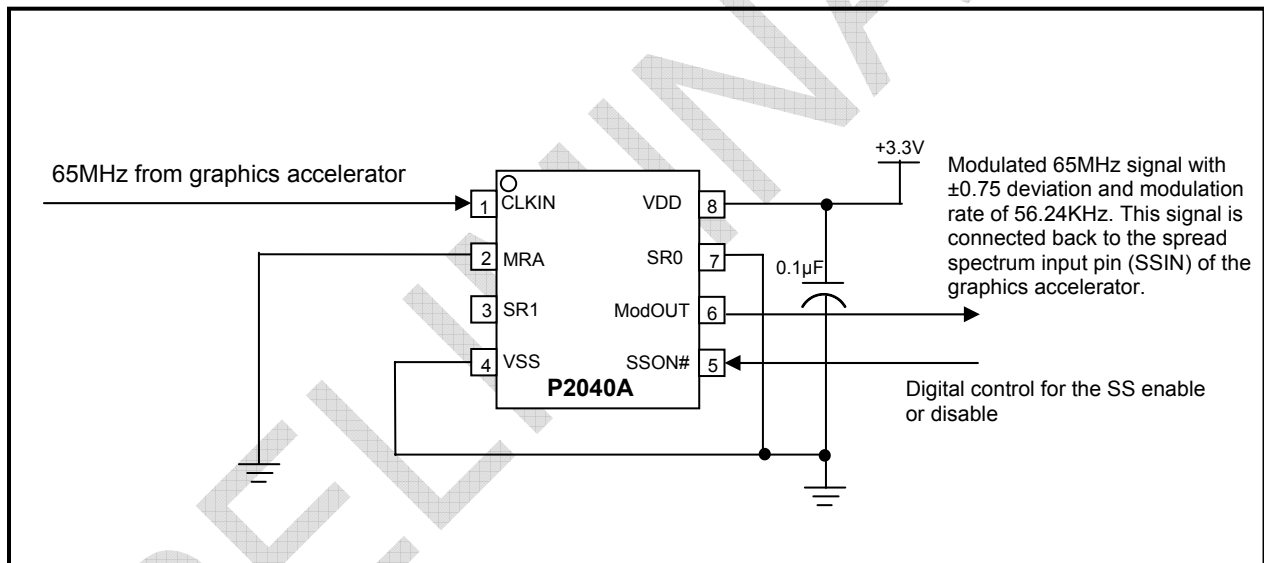 65MHz from graphics accelerator
+3.3V
Modulated 65MHz signal with
±0.75 deviation and modulation
rate of 56.24KHz. This signal is
connected back to the spread
spectrum input pin (SSIN) of the
graphics accelerator.
1 CLKIN VDD 8
2 MRA SR0 7
0.1µF
3 SR1 ModOUT 6
4 VSS SSON# 5
P2040A
Digital control for the SS enable
or disable